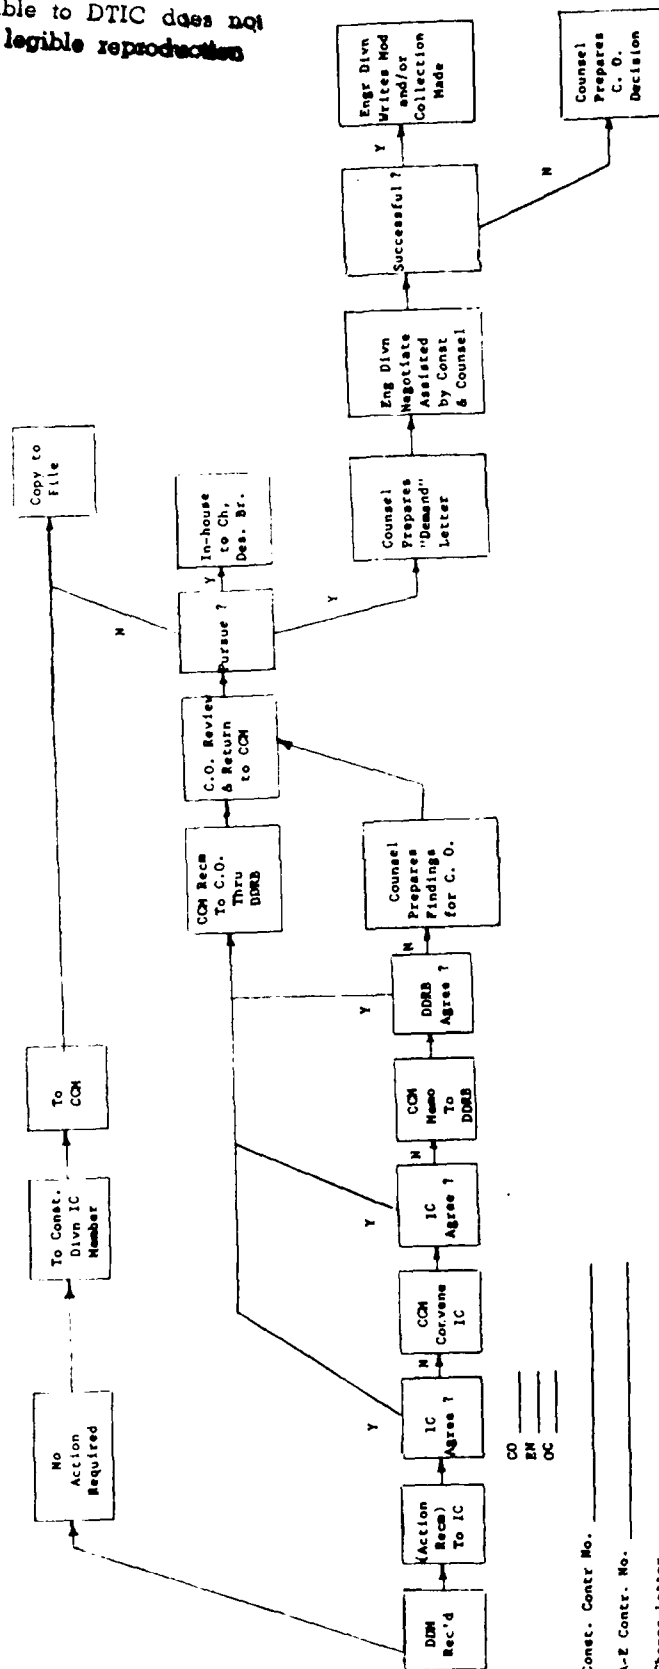 ble to DTIC does not
legible reproduction
Engr Divn
Writes Mod
and/or
Collection
Made
Counsel
Prepares
C. O.
Decision
Y
N
Successful ?
Eng Divn
Negotiate
Assisted
by Const
& Counsel
Copy to
File
In-house
to Ch,
Des. Br.
Counsel
Prepares
"Demand"
Letter
Y
N
Pursue ?
Y
C.O. Review
& Return
to CCM
CCM Recm
To C.O.
Thru
DDRB
Counsel
Prepares
Findings
for C. O.
N
DDRB
Agree ?
Y
To
CCM
CCM
Memo
To
DDRB
To Const.
Divn IC
Member
N
IC
Agree ?
Y
CCM
Convene
IC
N
No
Action
Required
IC
Agree ?
Y
CO
EN
OC
(Action
Recm)
To IC
DDM
Rec'd
Const. Contr No.
A-E Contr. No.